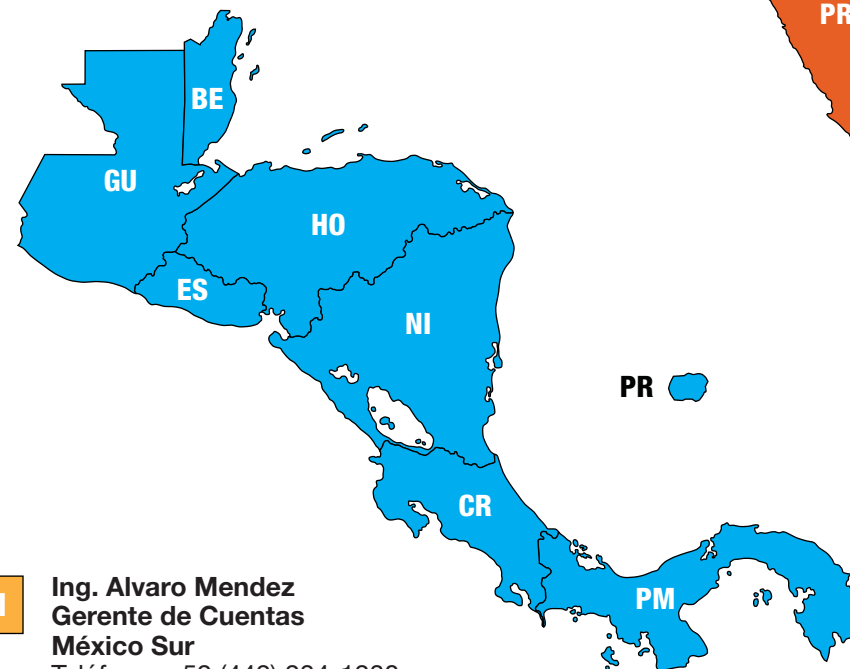 PR
BE
GU
HO
ES
NI
PR
CR
PM
Ing. Alvaro Mendez
Gerente de Cuentas
México Sur